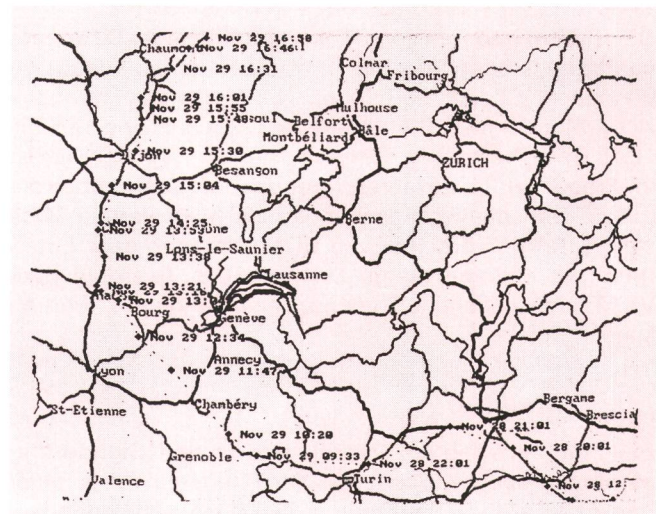 Nov 29 16:58
Chaumont Nov 29 16:46
Nov 29 16:31
Colmar
Fribourg
Nov 29 16:01
Nov 29 15:55
Nov 29 15:48
Mulhouse
Belfort
Montbéliard
Bâle
Dijon
Nov 29 15:30
ZURICH
Besançon
Nov 29 15:04
Nov 29 14:25
Nov 29 13:53
Berne
Nov 29 13:38
Lons-le-Saunier
Lausanne
Nov 29 13:21
Bourg
Genève
Nov 29 12:34
Annecy
Lyon
Nov 29 11:47
Chambéry
Bergame
St-Etienne
Brescia
Nov 28 21:01
Nov 29 10:20
Nov 28 20:01
Grenoble
Nov 29 09:33
Nov 28 22:01
Valence
Turin
Nov 28 12